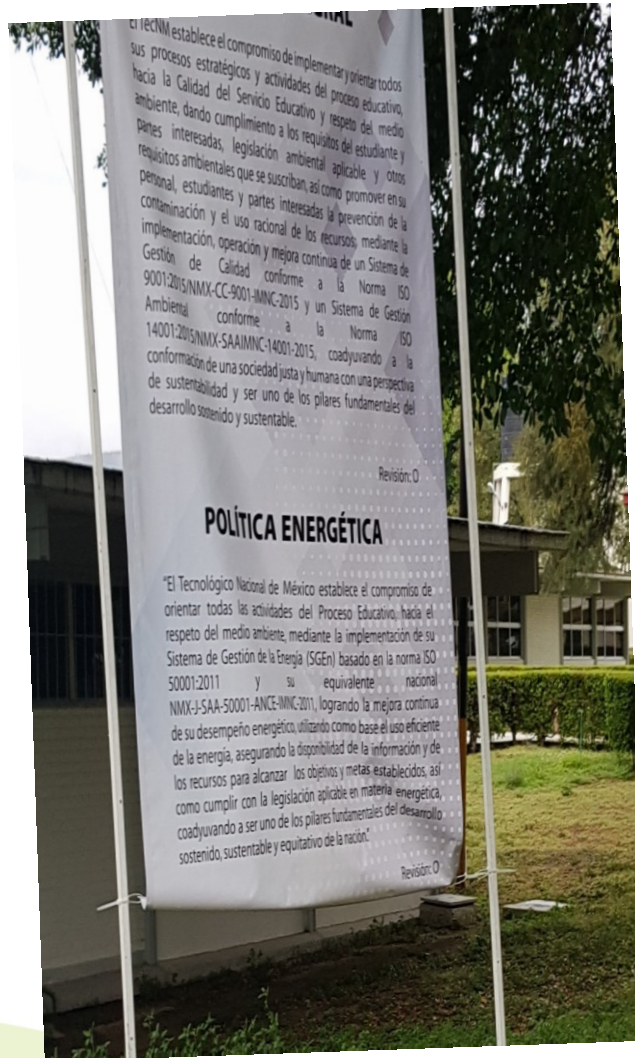 El TecNM establece el compromiso de implementar y orientar todos
sus procesos estratégicos y actividades del proceso educativo,
hacia la Calidad del Servicio Educativo y respeto del medio
ambiente, dando cumplimiento a los requisitos del estudiante y
partes interesadas, legislación ambiental aplicable y otros
requisitos ambientales que se suscriban, así como promover en su
personal, estudiantes y partes interesadas la prevención de la
contaminación y el uso racional de los recursos; mediante la
implementación, operación y mejora continua de un Sistema de
Gestión de Calidad conforme a la Norma ISO
9001:2015/NMX-CC-9001-IMNC-2015 y un Sistema de Gestión
Ambiental conforme a la Norma ISO
14001:2015/NMX-SAAIMNC-14001-2015, coadyuvando a la
conformación de una sociedad justa y humana con una perspectiva
de sustentabilidad y ser uno de los pilares fundamentales del
desarrollo sostenido y sustentable.
Revisión: O
POLÍTICA ENERGÉTICA
"El Tecnológico Nacional de México establece el compromiso de
orientar todas las actividades del Proceso Educativo, hacia el
respeto del medio ambiente, mediante la implementación de su
Sistema de Gestión de la Energía (SGEn) basado en la norma ISO
50001:2011 y su equivalente nacional
NMX-J-SAA-50001-ANCE-IMNC-2011, logrando la mejora continua
de su desempeño energético, utilizando como base el uso eficiente
de la energía, asegurando la disponiblidad de la información y de
los recursos para alcanzar los objetivos y metas establecidos, así
como cumplir con la legislación aplicable en materia energética,
coadyuvando a ser uno de los pilares fundamentales del desarrollo
sostenido, sustentable y equitativo de la nación."
Revisión: O